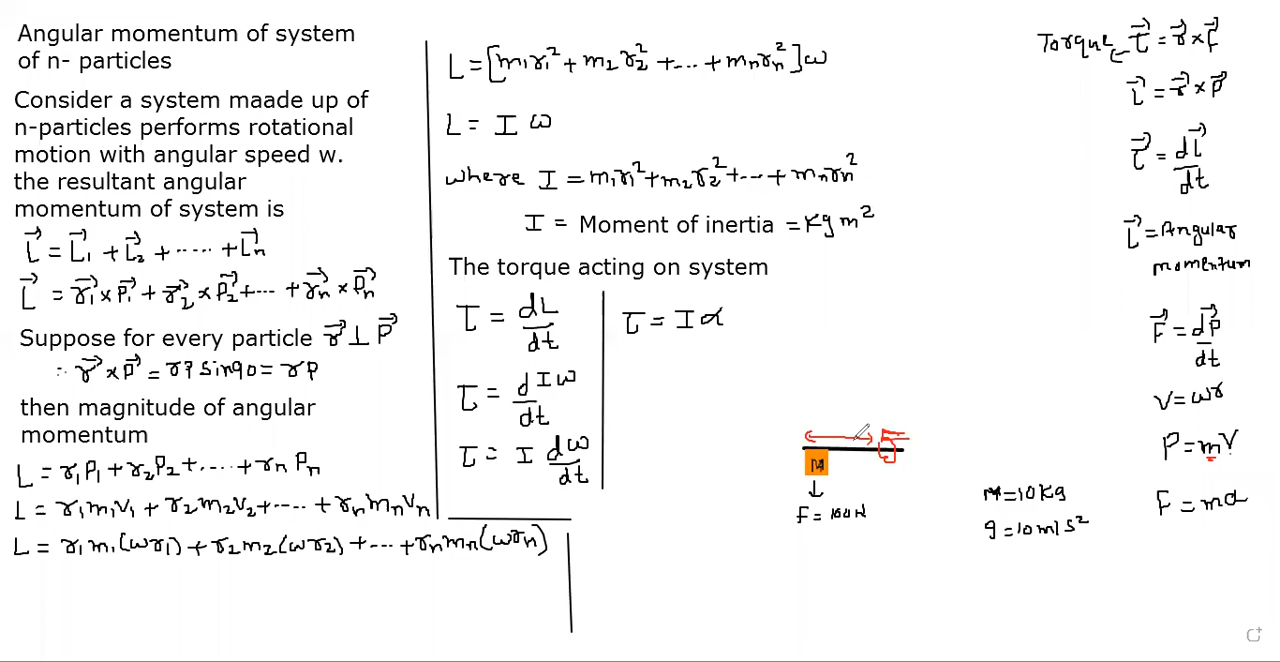 Angular momentum of system
of n- particles
Consider a system maade up of
n-particles performs rotational
motion with angular speed w.
the resultant angular
momentum of system is
L⃗ = L⃗₁ + L⃗₂ + ····· + L⃗n
L⃗ = r⃗₁ × P⃗₁ + r⃗₂ × P⃗₂ + ··· + r⃗n × P⃗n
Suppose for every particle r⃗ ⊥ P⃗
∴ r⃗ × P⃗ = rP sin90 = rP
then magnitude of angular
momentum
L = r₁P₁ + r₂P₂ + ····· + rnPn
L = r₁m₁v₁ + r₂m₂v₂ + ···· + rnmnvn
L = r₁m₁(ωr₁) + r₂m₂(ωr₂) + ··· + rnmn(ωrn)
L = [m₁r₁² + m₂r₂² + ··· + mnrn²]ω
L = I ω
where I = m₁r₁² + m₂r₂² + ··· + mnrn²
I = Moment of inertia = Kg m²
The torque acting on system
τ = dL/dt
τ = d Iω/dt
τ = I dω/dt
τ = Iα
M
F = 100N
M = 10Kg
g = 10m/s²
Torque τ⃗ = r⃗ × F⃗
L⃗ = r⃗ × P⃗
τ⃗ = dL⃗/dt
L⃗ = Angular
momentum
F⃗ = dP⃗/dt
V = ωr
P = mV
F = ma